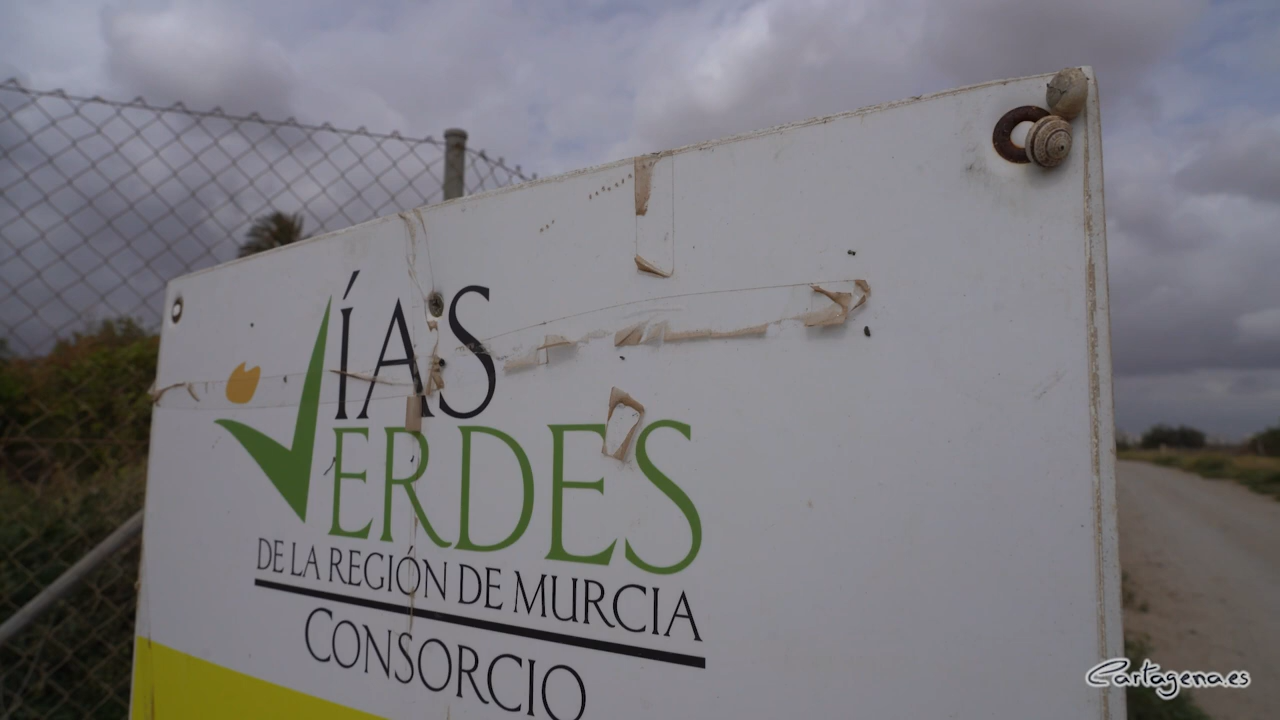 VÍAS
VERDES
DE LA REGIÓN DE MURCIA
CONSORCIO
Cartagena.es